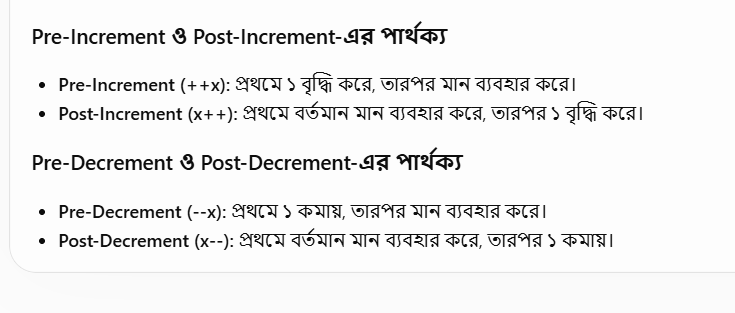 Pre-Increment ও Post-Increment-এর পার্থক্য
• Pre-Increment (++x): প্রথমে ১ বৃদ্ধি করে, তারপর মান ব্যবহার করে।
• Post-Increment (x++): প্রথমে বর্তমান মান ব্যবহার করে, তারপর ১ বৃদ্ধি করে।
Pre-Decrement ও Post-Decrement-এর পার্থক্য
• Pre-Decrement (--x): প্রথমে ১ কমায়, তারপর মান ব্যবহার করে।
• Post-Decrement (x--): প্রথমে বর্তমান মান ব্যবহার করে, তারপর ১ কমায়।